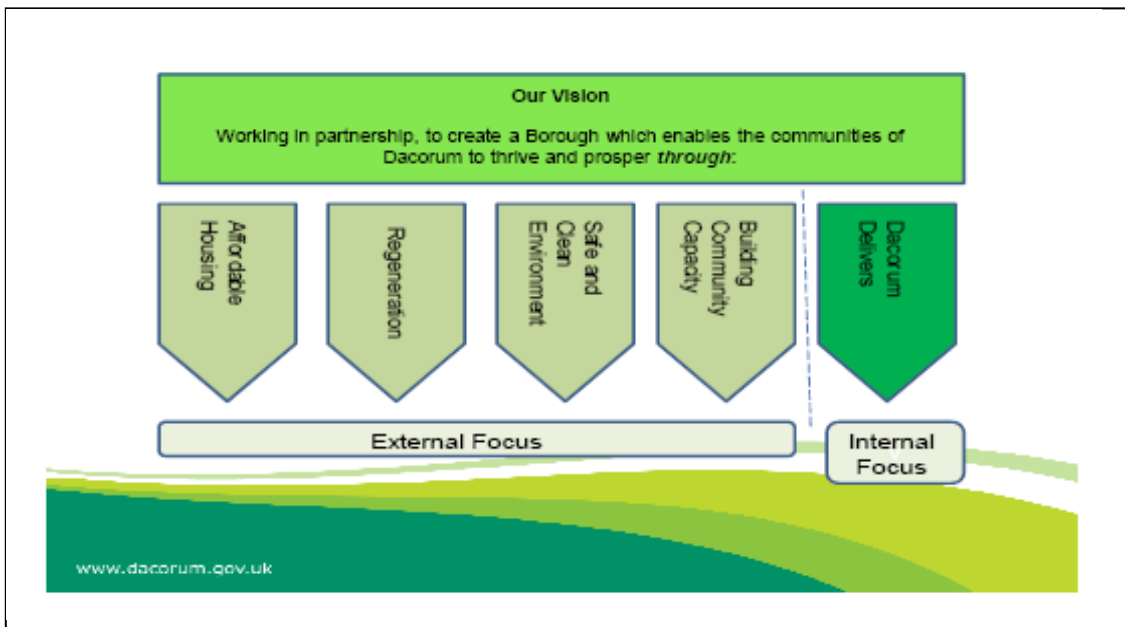 Our Vision
Working in partnership, to create a Borough which enables the communities of
Dacorum to thrive and prosper through:
Affordable
Housing
Regeneration
Safe and
Clean
Environment
Building
Community
Capacity
Dacorum
Delivers
External Focus
Internal
Focus
www.dacorum.gov.uk